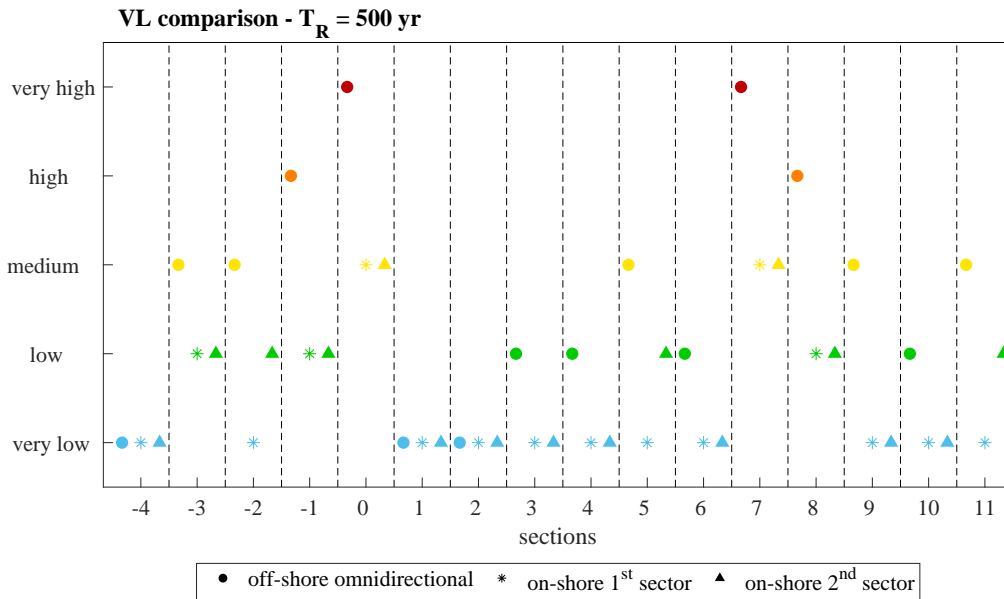 VL comparison - T_R = 500 yr
very high
high
medium
low
very low
-4 -3 -2 -1 0 1 2 3 4 5 6 7 8 9 10 11
sections
off-shore omnidirectional on-shore 1st sector on-shore 2nd sector